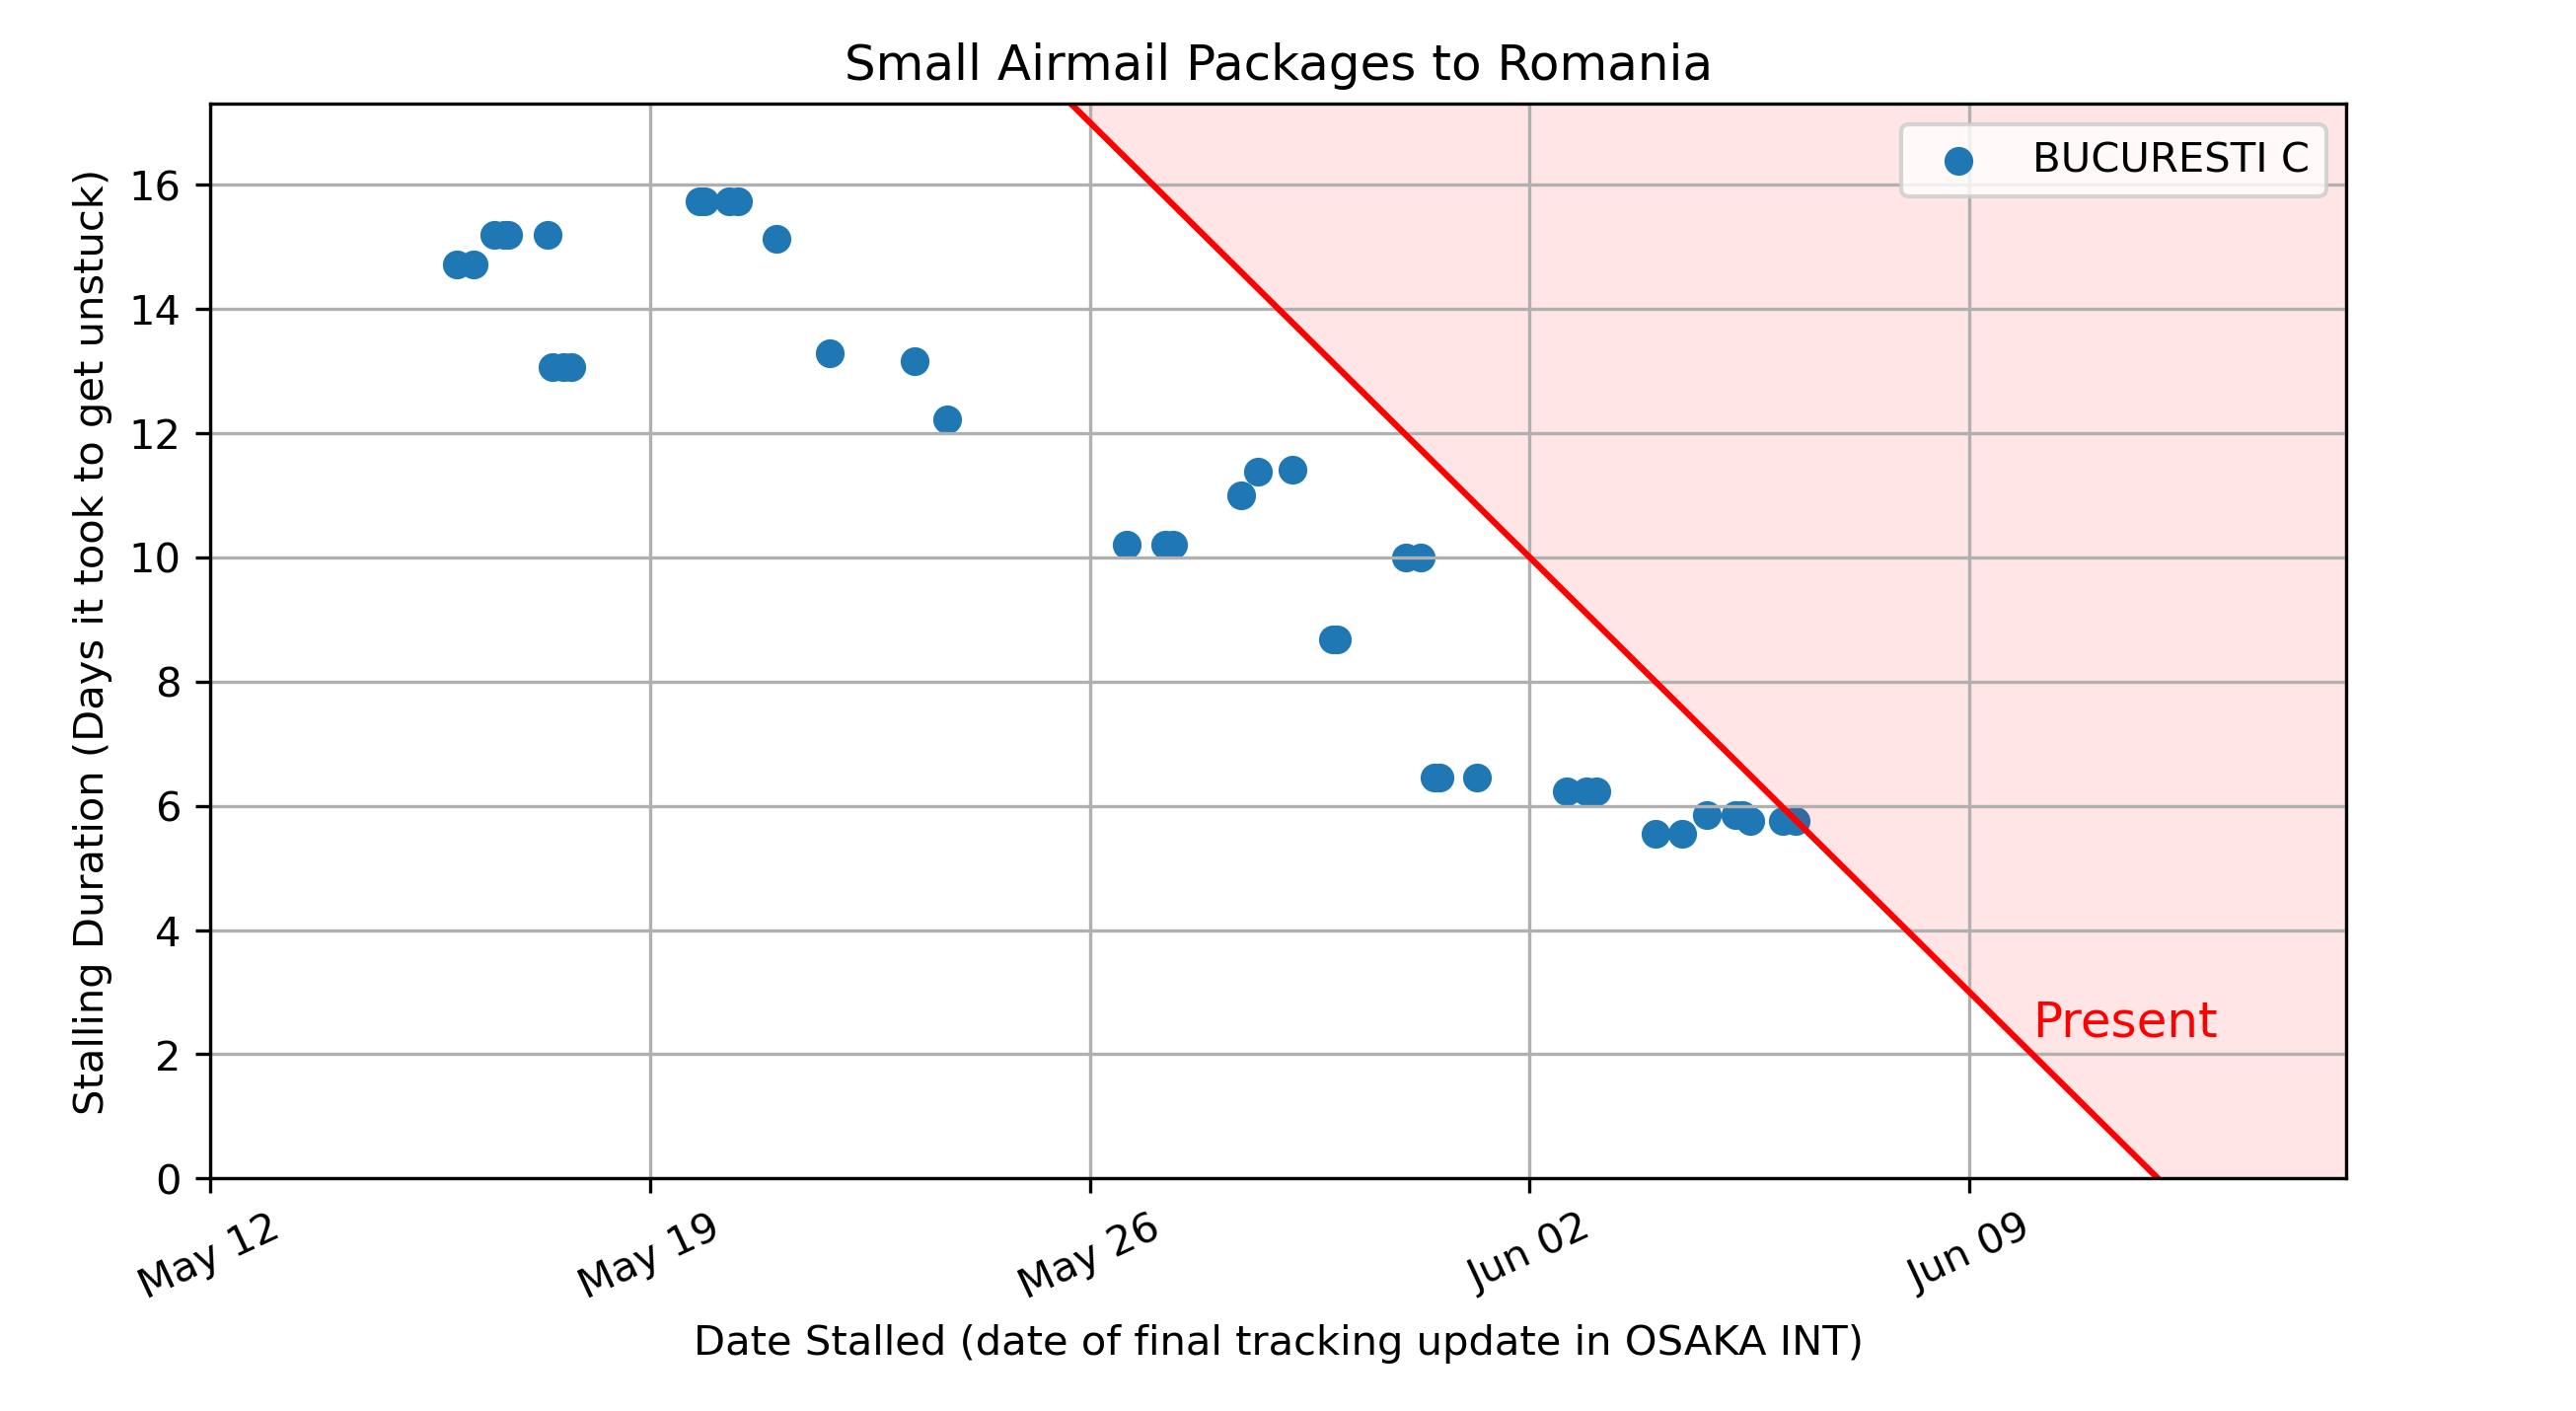 Small Airmail Packages to Romania
BUCURESTI C
Stalling Duration (Days it took to get unstuck)
16
14
12
10
8
6
4
2
0
Present
May 12
May 19
May 26
Jun 02
Jun 09
Date Stalled (date of final tracking update in OSAKA INT)